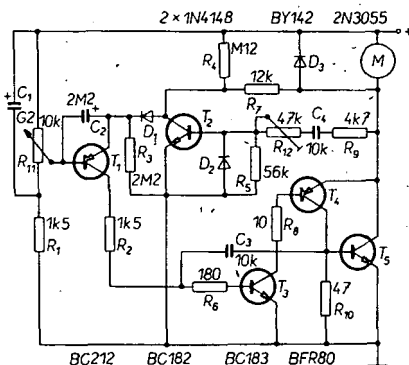 2 × 1N4148 BY142 2N3055
+
M12
R4
D3
M
12k
R7
C1
+
2M2
+
C2
D1
T2
47k
R12
C4
10k
4k7
R9
G2
10k
R11
T1
R3
2M2
D2
R5
56k
T4
1k5
R1
1k5
R2
10
R8
C3
10k
T5
180
R6
T3
47
R10
BC212 BC182 BC183 BFR80